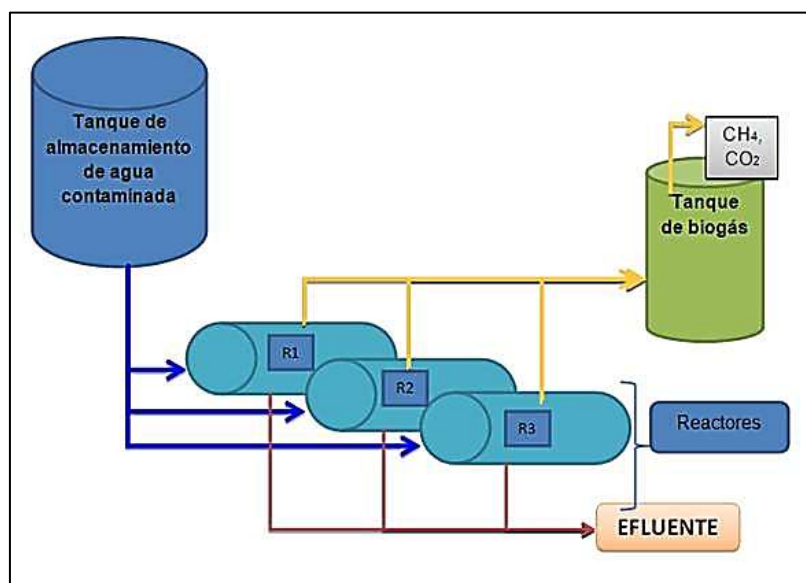 Tanque de
almacenamiento
de agua
contaminada
CH4,
CO2
Tanque
de biogás
R1
R2
R3
Reactores
EFLUENTE